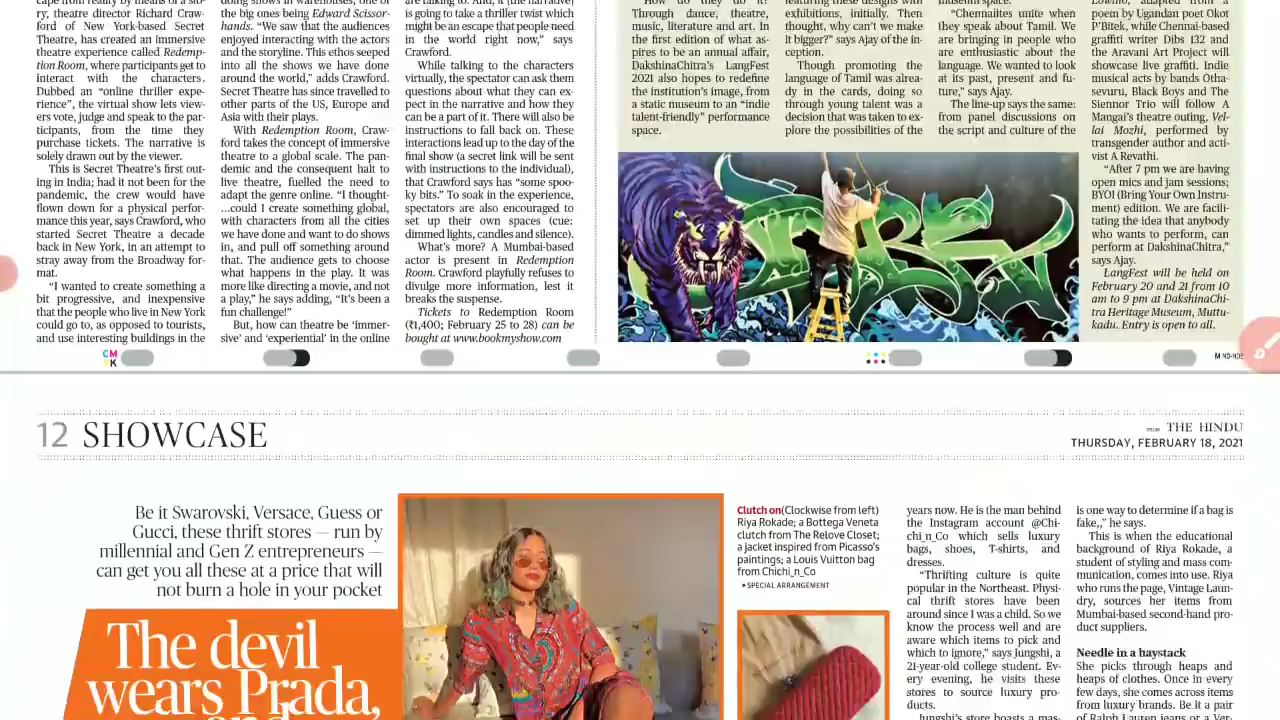 cape from reality by means of a sto-
ry, theatre director Richard Craw-
ford of New York-based Secret
Theatre, has created an immersive
theatre experience called Redemp-
tion Room, where participants get to
interact with the characters.
Dubbed an “online thriller expe-
rience”, the virtual show lets view-
ers vote, judge and speak to the par-
ticipants, from the time they
purchase tickets. The narrative is
solely drawn out by the viewer.
This is Secret Theatre’s first out-
ing in India; had it not been for the
pandemic, the crew would have
flown down for a physical perfor-
mance this year, says Crawford, who
started Secret Theatre a decade
back in New York, in an attempt to
stray away from the Broadway for-
mat.
“I wanted to create something a
bit progressive, and inexpensive
that the people who live in New York
could go to, as opposed to tourists,
and use interesting buildings in the
doing shows in warehouses, one of
the big ones being Edward Scissor-
hands. “We saw that the audiences
enjoyed interacting with the actors
and the storyline. This ethos seeped
into all the shows we have done
around the world,” adds Crawford.
Secret Theatre has since travelled to
other parts of the US, Europe and
Asia with their plays.
With Redemption Room, Craw-
ford takes the concept of immersive
theatre to a global scale. The pan-
demic and the consequent halt to
live theatre, fuelled the need to
adapt the genre online. “I thought-
...could I create something global,
with characters from all the cities
we have done and want to do shows
in, and pull off something around
that. The audience gets to choose
what happens in the play. It was
more like directing a movie, and not
a play,” he says adding, “It’s been a
fun challenge!”
But, how can theatre be ‘immer-
sive’ and ‘experiential’ in the online
are talking to. And, it (the narrative)
is going to take a thriller twist which
might be an escape that people need
in the world right now,” says
Crawford.
While talking to the characters
virtually, the spectator can ask them
questions about what they can ex-
pect in the narrative and how they
can be a part of it. There will also be
instructions to fall back on. These
interactions lead up to the day of the
final show (a secret link will be sent
with instructions to the individual),
that Crawford says has “some spoo-
ky bits.” To soak in the experience,
spectators are also encouraged to
set up their own spaces (cue:
dimmed lights, candles and silence).
What’s more? A Mumbai-based
actor is present in Redemption
Room. Crawford playfully refuses to
divulge more information, lest it
breaks the suspense.
Tickets to Redemption Room
(₹1,400; February 25 to 28) can be
bought at www.bookmyshow.com
How do they do it?
Through dance, theatre,
music, literature and art. In
the first edition of what as-
pires to be an annual affair,
DakshinaChitra’s LangFest
2021 also hopes to redefine
the institution’s image, from
a static museum to an “indie
talent-friendly” performance
space.
featuring these designs with
exhibitions, initially. Then
thought, why can’t we make
it bigger?” says Ajay of the in-
ception.
Though promoting the
language of Tamil was alrea-
dy in the cards, doing so
through young talent was a
decision that was taken to ex-
plore the possibilities of the
museum space.
“Chennaiites unite when
they speak about Tamil. We
are bringing in people who
are enthusiastic about the
language. We wanted to look
at its past, present and fu-
ture,” says Ajay.
The line-up says the same:
from panel discussions on
the script and culture of the
Lowino, adapted from a
poem by Ugandan poet Okot
P’Bitek, while Chennai-based
graffiti writer Dibs 132 and
the Aravani Art Project will
showcase live graffiti. Indie
musical acts by bands Otha-
sevuru, Black Boys and The
Siennor Trio will follow A
Mangai’s theatre outing, Vel-
lai Mozhi, performed by
transgender author and acti-
vist A Revathi.
“After 7 pm we are having
open mics and jam sessions;
BYOI (Bring Your Own Instru-
ment) edition. We are facili-
tating the idea that anybody
who wants to perform, can
perform at DakshinaChitra,”
says Ajay.
LangFest will be held on
February 20 and 21 from 10
am to 9 pm at DakshinaChi-
tra Heritage Museum, Muttu-
kadu. Entry is open to all.
CM
YK
M ND-NDE
12 SHOWCASE
THE HINDU
THURSDAY, FEBRUARY 18, 2021
Be it Swarovski, Versace, Guess or
Gucci, these thrift stores — run by
millennial and Gen Z entrepreneurs —
can get you all these at a price that will
not burn a hole in your pocket
The devil
wears Prada,
and
Clutch on (Clockwise from left)
Riya Rokade; a Bottega Veneta
clutch from The Relove Closet;
a jacket inspired from Picasso’s
paintings; a Louis Vuitton bag
from Chichi_n_Co
• SPECIAL ARRANGEMENT
years now. He is the man behind
the Instagram account @Chi-
chi_n_Co which sells luxury
bags, shoes, T-shirts, and
dresses.
“Thrifting culture is quite
popular in the Northeast. Physi-
cal thrift stores have been
around since I was a child. So we
know the process well and are
aware which items to pick and
which to ignore,” says Jungshi, a
21-year-old college student. Ev-
ery evening, he visits these
stores to source luxury pro-
ducts.
Jungshi’s store boasts a mas-
is one way to determine if a bag is
fake,,” he says.
This is when the educational
background of Riya Rokade, a
student of styling and mass com-
munication, comes into use. Riya
who runs the page, Vintage Laun-
dry, sources her items from
Mumbai-based second-hand pro-
duct suppliers.
Needle in a haystack
She picks through heaps and
heaps of clothes. Once in every
few days, she comes across items
from luxury brands. Be it a pair
of Ralph Lauren jeans or a Ver-